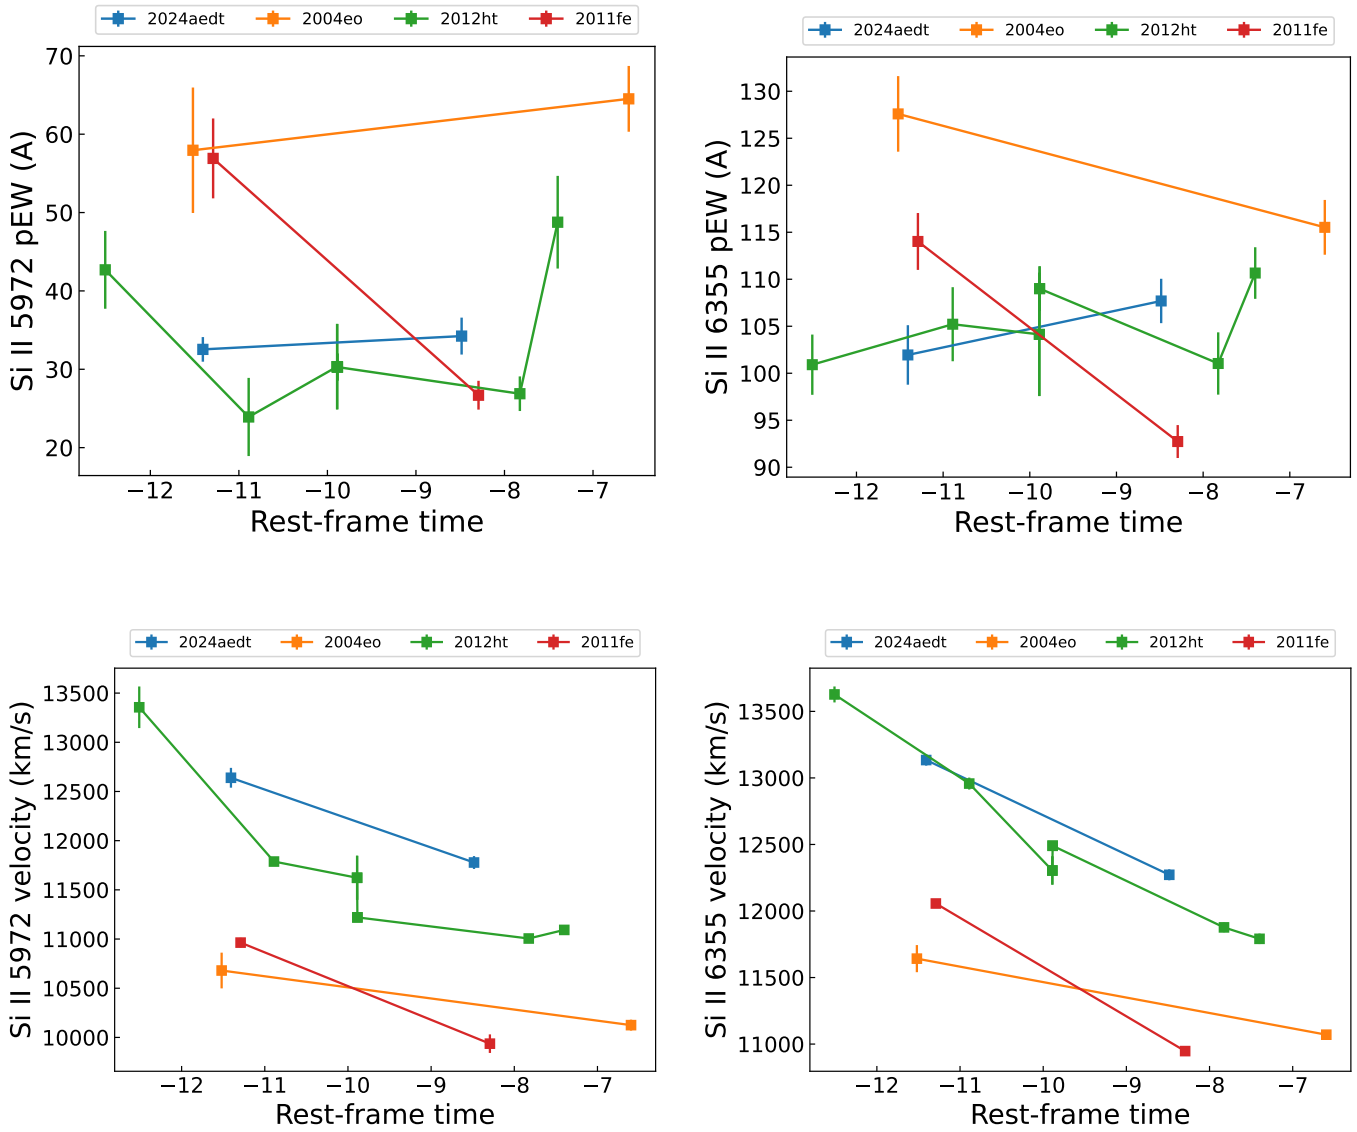 2024aedt 2004eo 2012ht 2011fe
Si II 5972 pEW (A)
70
60
50
40
30
20
−12 −11 −10 −9 −8 −7
Rest-frame time
2024aedt 2004eo 2012ht 2011fe
Si II 6355 pEW (A)
130
125
120
115
110
105
100
95
90
−12 −11 −10 −9 −8 −7
Rest-frame time
2024aedt 2004eo 2012ht 2011fe
Si II 5972 velocity (km/s)
13500
13000
12500
12000
11500
11000
10500
10000
−12 −11 −10 −9 −8 −7
Rest-frame time
2024aedt 2004eo 2012ht 2011fe
Si II 6355 velocity (km/s)
13500
13000
12500
12000
11500
11000
−12 −11 −10 −9 −8 −7
Rest-frame time